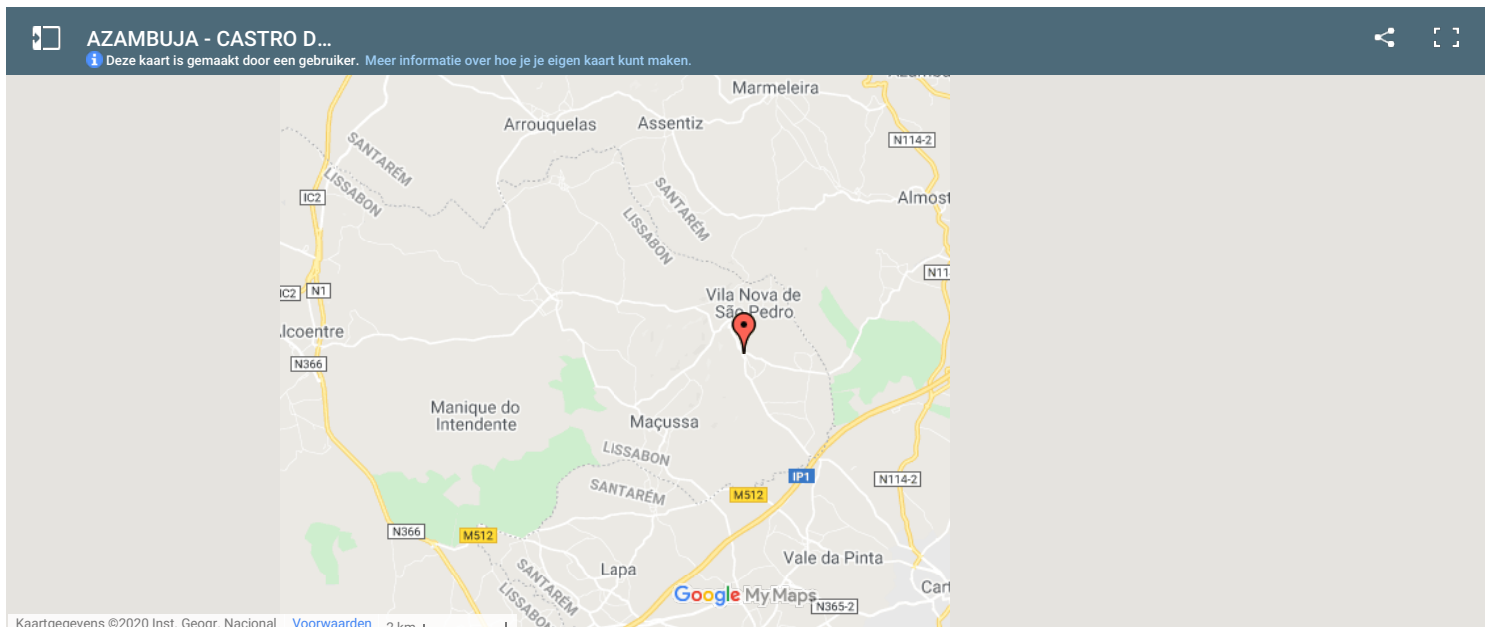 AZAMBUJA - CASTRO D...
Deze kaart is gemaakt door een gebruiker. Meer informatie over hoe je je eigen kaart kunt maken.
Marmeleira
Arrouquelas
Assentiz
N114-2
SANTARÉM
LISSABON
IC2
SANTARÉM
LISSABON
Almost
N11
IC2
N1
Vila Nova de
São Pedro
lcoentre
N366
Manique do
Intendente
Maçussa
LISSABON
SANTARÉM
IP1
N114-2
M512
N366
M512
Vale da Pinta
Lapa
SANTARÉM
LISSABON
Cart
Google My Maps
N365-2
Kaartgegevens ©2020 Inst. Geogr. Nacional
Voorwaarden
2 km